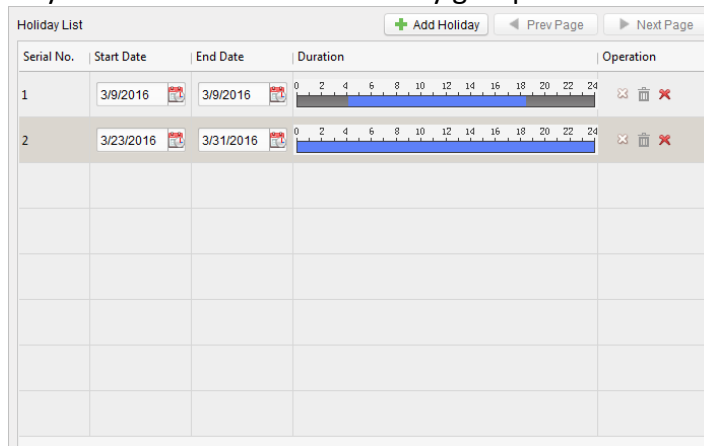 Holiday List + Add Holiday Prev Page Next Page
Serial No. Start Date End Date Duration Operation
0 2 4 6 8 10 12 14 16 18 20 22 24
1 3/9/2016 3/9/2016
0 2 4 6 8 10 12 14 16 18 20 22 24
2 3/23/2016 3/31/2016